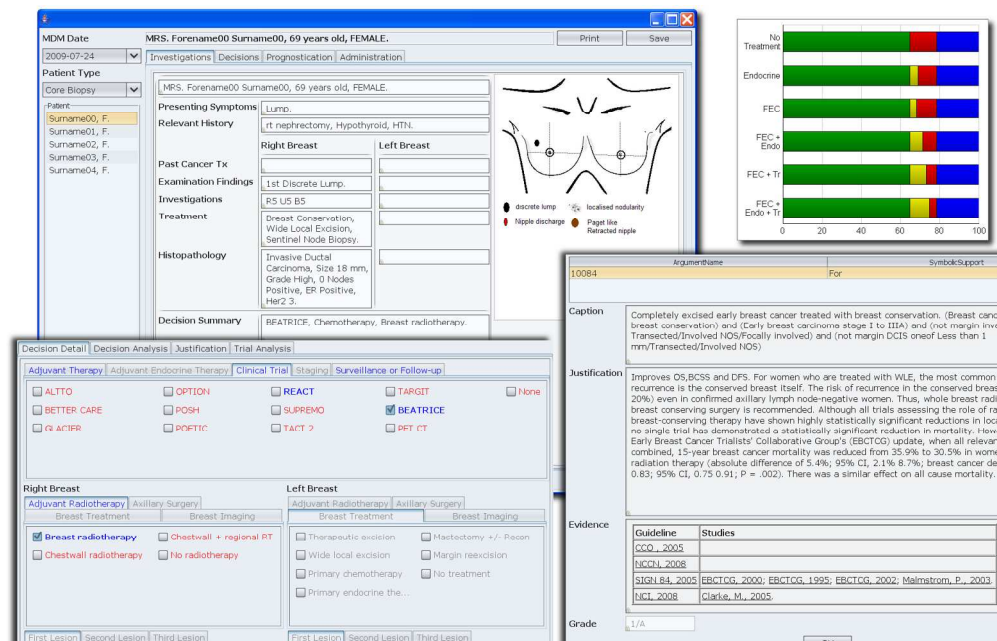 MDM Date
2009-07-24
Patient Type
Core Biopsy
Patient
Surname00, F.
Surname01, F.
Surname02, F.
Surname03, F.
Surname04, F.
MRS. Forename00 Surname00, 69 years old, FEMALE.
Print
Save
Investigations Decisions Prognostication Administration
MRS. Forename00 Surname00, 69 years old, FEMALE.
Presenting Symptoms Lump.
Relevant History rt nephrectomy, Hypothyroid, HTN.
Right Breast Left Breast
Past Cancer Tx
Examination Findings 1st Discrete Lump.
Investigations R5 U5 B5
Treatment Breast Conservation,
Wide Local Excision,
Sentinel Node Biopsy.
Histopathology Invasive Ductal
Carcinoma, Size 18 mm,
Grade High, 0 Nodes
Positive, ER Positive,
Her2 3.
Decision Summary BEATRICE, Chemotherapy, Breast radiotherapy.
discrete lump localised nodularity
Nipple discharge Paget like
Retracted nipple
No
Treatment
Endocrine
FEC
FEC +
Endo
FEC + Tr
FEC +
Endo + Tr
0 20 40 60 80 100
Decision Detail Decision Analysis Justification Trial Analysis
Adjuvant Therapy Adjuvant Endocrine Therapy Clinical Trial Staging Surveillance or Follow-up
ALTTO OPTION REACT TARGIT None
BETTER CARE POSH SUPREMO BEATRICE
GLACIER POETIC TACT 2 PET CT
Right Breast
Adjuvant Radiotherapy Axillary Surgery
Breast Treatment Breast Imaging
Breast radiotherapy Chestwall + regional RT
Chestwall radiotherapy No radiotherapy
First Lesion Second Lesion Third Lesion
Left Breast
Adjuvant Radiotherapy Axillary Surgery
Breast Treatment Breast Imaging
Therapeutic excision Mastectomy +/- Recon
Wide local excision Margin reexcision
Primary chemotherapy No treatment
Primary endocrine the...
First Lesion Second Lesion Third Lesion
ArgumentName SymbolicSupport
10084 For
Caption
Completely excised early breast cancer treated with breast conservation. (Breast canc
breast conservation) and (Early breast carcinoma stage I to IIIA) and (not margin inva
Transected/Involved NOS/Focally involved) and (not margin DCIS oneof Less than 1
mm/Transected/Involved NOS)
Justification
Improves OS,BCSS and DFS. For women who are treated with WLE, the most common
recurrence is the conserved breast itself. The risk of recurrence in the conserved breas
20%) even in confirmed axillary lymph node-negative women. Thus, whole breast radi
breast conserving surgery is recommended. Although all trials assessing the role of ra
breast-conserving therapy have shown highly statistically significant reductions in loca
no single trial has demonstrated a statistically significant reduction in mortality. How
Early Breast Cancer Trialists' Collaborative Group's (EBCTCG) update, when all relevan
combined, 15-year breast cancer mortality was reduced from 35.9% to 30.5% in wome
radiation therapy (absolute difference of 5.4%; 95% CI, 2.1% 8.7%; breast cancer de
0.83; 95% CI, 0.75 0.91; P = .002). There was a similar effect on all cause mortality.
Evidence
Guideline Studies
CCO , 2005
NCCN, 2008
SIGN 84, 2005 EBCTCG, 2000; EBCTCG, 1995; EBCTCG, 2002; Malmstrom, P., 2003.
NCI, 2008 Clarke, M., 2005.
Grade 1/A